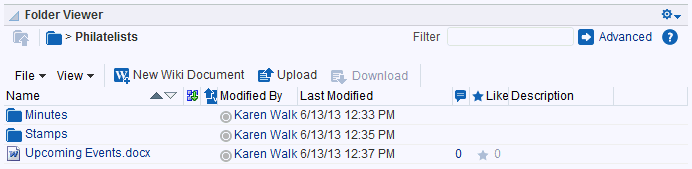 Folder Viewer
> Philatelists Filter Advanced ?
File View New Wiki Document Upload Download
Name Modified By Last Modified Like Description
Minutes Karen Walk 6/13/13 12:33 PM
Stamps Karen Walk 6/13/13 12:35 PM
Upcoming Events.docx Karen Walk 6/13/13 12:37 PM 0 0